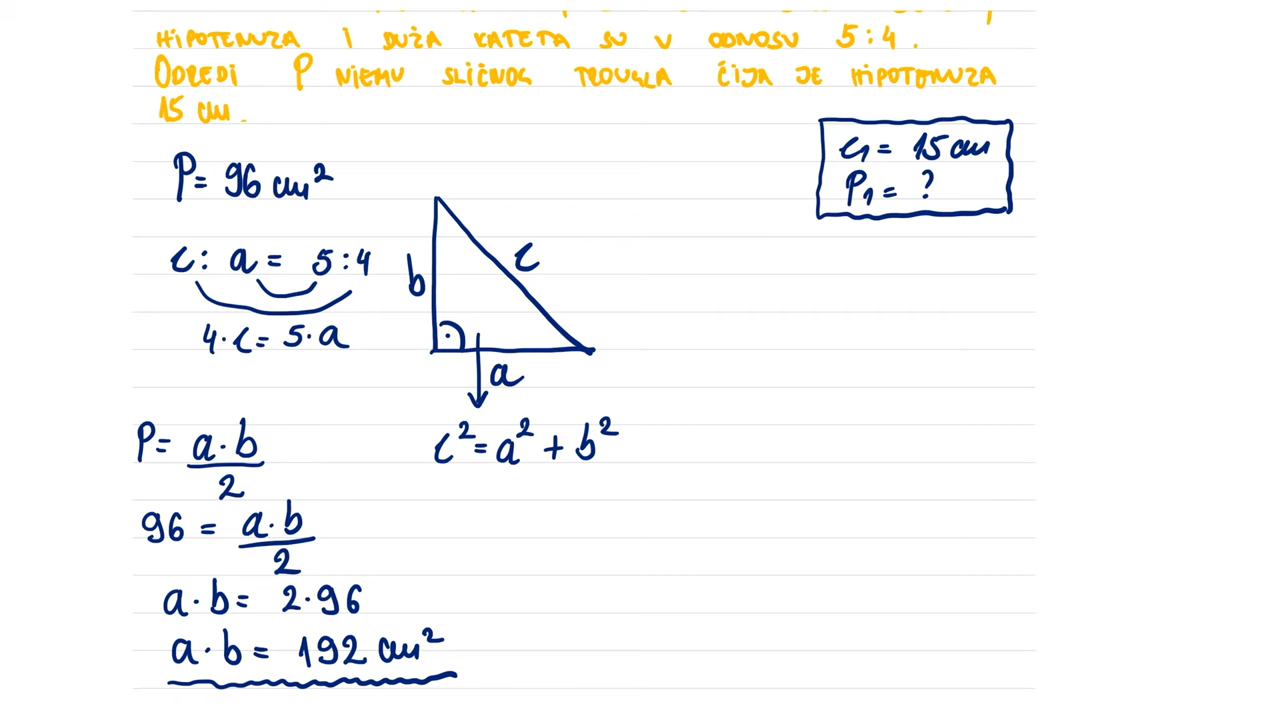 HIPOTENUZA I DUŽA KATETA SU U ODNOSU 5:4.
ODREDI P NJEMU SLIČNOG TROUGLA ČIJA JE HIPOTENUZA
15 cm.
c₁ = 15 cm
P₁ = ?
P = 96 cm²
c : a = 5 : 4
b
c
4·c = 5·a
a
P = a·b/2
c² = a² + b²
96 = a·b/2
a·b = 2·96
a·b = 192 cm²